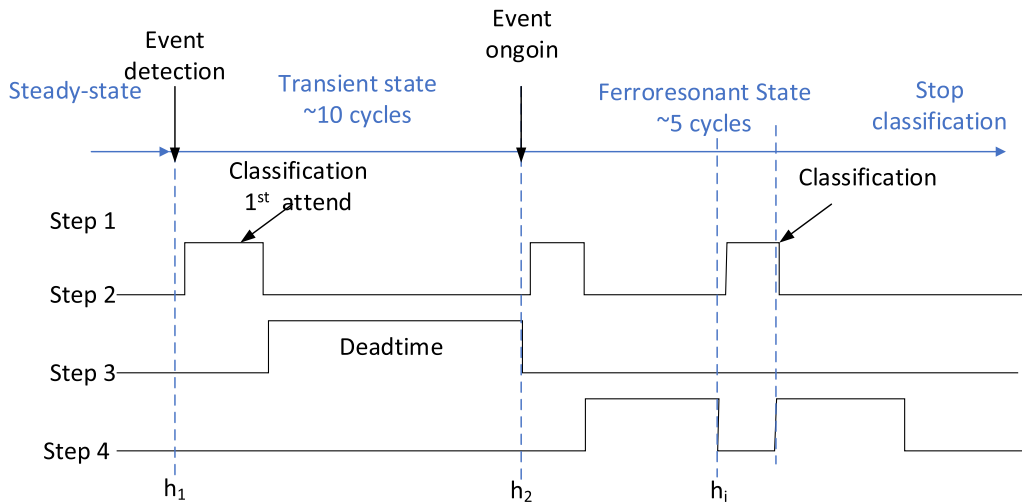 Event
detection
Event
ongoin
Steady-state
Transient state
~10 cycles
Ferroresonant State
~5 cycles
Stop
classification
Classification
1st attend
Classification
Step 1
Step 2
Deadtime
Step 3
Step 4
h1
h2
hi